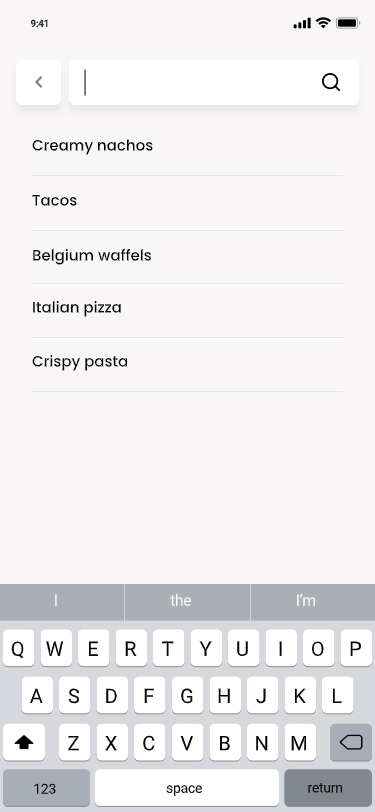 9:41
Creamy nachos
Tacos
Belgium waffels
Italian pizza
Crispy pasta
I the I'm
Q W E R T Y U I O P
A S D F G H J K L
Z X C V B N M
123 space return